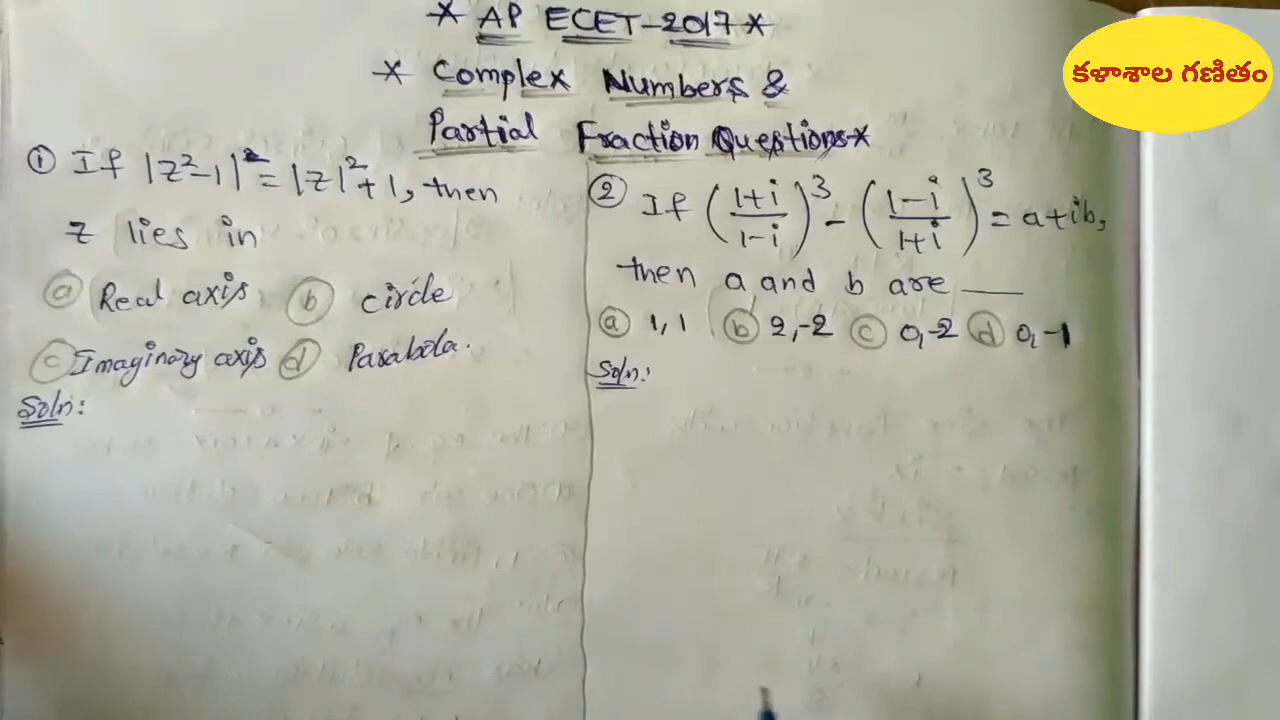 * AP ECET-2017 *
* Complex Numbers &
Partial Fraction Questions *
కళాశాల గణితం
① If |z²-1|² = |z|²+1, then
z lies in
ⓐ Real axis ⓑ circle
ⓒ Imaginary axis ⓓ Parabola.
Soln:
② If (1+i/1-i)³ - (1-i/1+i)³ = a+ib,
then a and b are ___
ⓐ 1,1 ⓑ 2,-2 ⓒ 0,-2 ⓓ 0,-1
Soln: